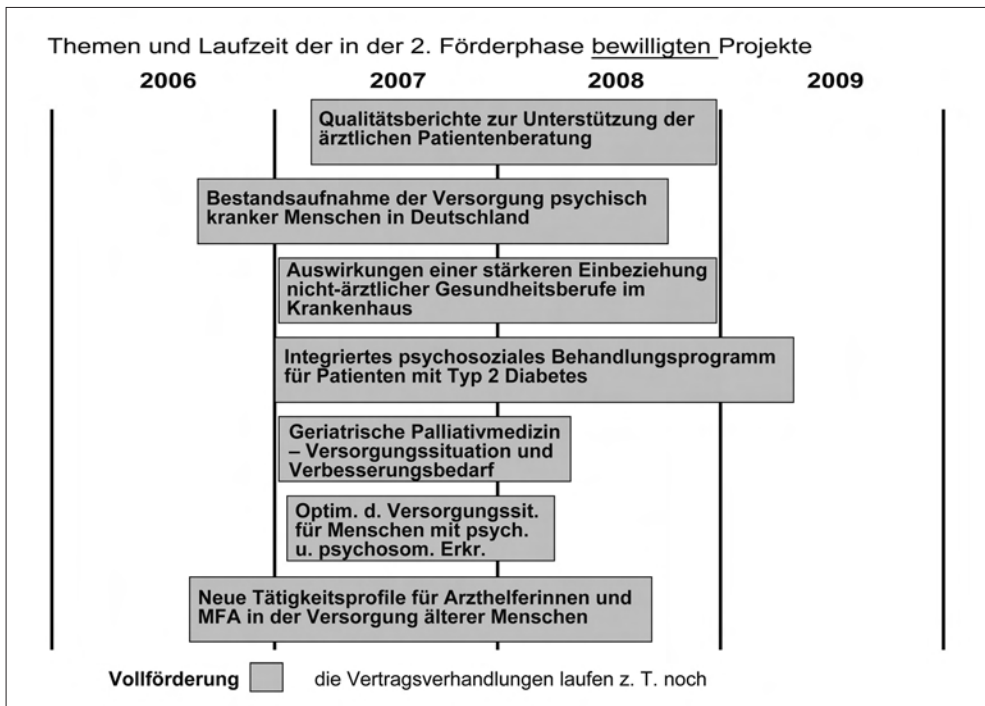 Themen und Laufzeit der in der 2. Förderphase bewilligten Projekte
2006 2007 2008 2009
Qualitätsberichte zur Unterstützung der
ärztlichen Patientenberatung
Bestandsaufnahme der Versorgung psychisch
kranker Menschen in Deutschland
Auswirkungen einer stärkeren Einbeziehung
nicht-ärztlicher Gesundheitsberufe im
Krankenhaus
Integriertes psychosoziales Behandlungsprogramm
für Patienten mit Typ 2 Diabetes
Geriatrische Palliativmedizin
– Versorgungssituation und
Verbesserungsbedarf
Optim. d. Versorgungssit.
für Menschen mit psych.
u. psychosom. Erkr.
Neue Tätigkeitsprofile für Arzthelferinnen und
MFA in der Versorgung älterer Menschen
Vollförderung die Vertragsverhandlungen laufen z. T. noch